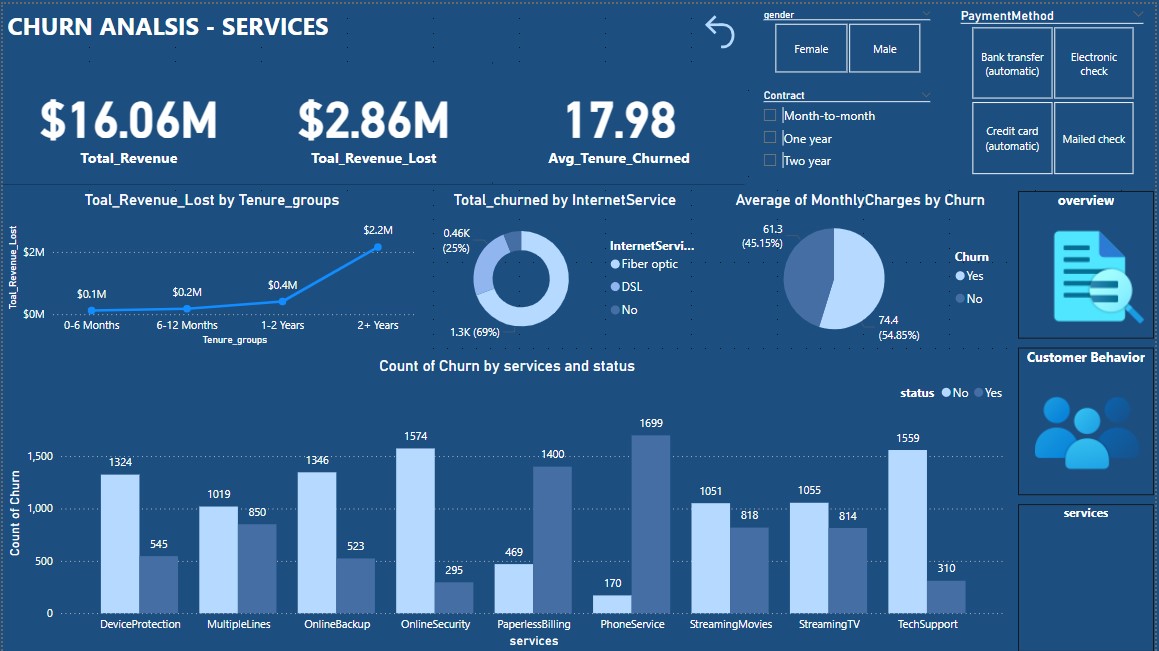 CHURN ANALSIS - SERVICES
gender
Female
Male
PaymentMethod
Bank transfer
(automatic)
Electronic
check
Credit card
(automatic)
Mailed check
Contract
Month-to-month
One year
Two year
$16.06M
Total_Revenue
$2.86M
Toal_Revenue_Lost
17.98
Avg_Tenure_Churned
Toal_Revenue_Lost by Tenure_groups
Toal_Revenue_Lost
$2M
$0M
$0.1M
$0.2M
$0.4M
$2.2M
0-6 Months
6-12 Months
1-2 Years
2+ Years
Tenure_groups
Total_churned by InternetService
0.46K
(25%)
1.3K (69%)
InternetServi...
Fiber optic
DSL
No
Average of MonthlyCharges by Churn
61.3
(45.15%)
74.4
(54.85%)
Churn
Yes
No
overview
Customer Behavior
services
Count of Churn by services and status
status
No
Yes
Count of Churn
1,500
1,000
500
0
1324
545
1019
850
1346
523
1574
295
469
1400
170
1699
1051
818
1055
814
1559
310
DeviceProtection
MultipleLines
OnlineBackup
OnlineSecurity
PaperlessBilling
PhoneService
StreamingMovies
StreamingTV
TechSupport
services